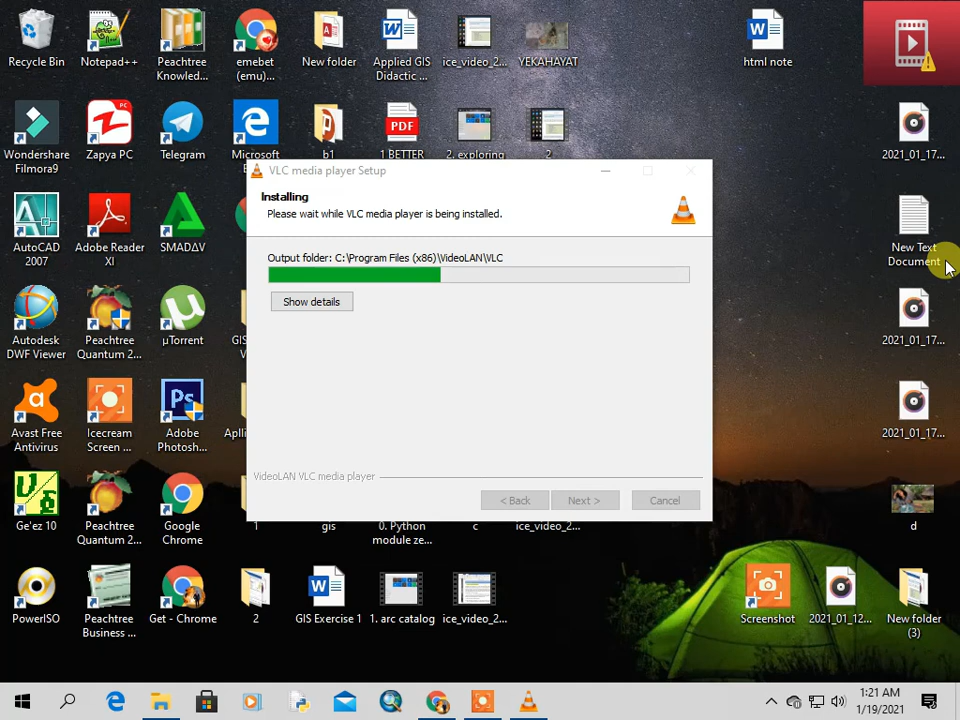 Recycle Bin
Notepad++
Peachtree
Knowled...
emebet
(emu)...
New folder
Applied GIS
Didactic ...
ice_video_2...
YEKAHAYAT
html note
Wondershare
Filmora9
Zapya PC
Telegram
Microsoft
b1
PDF
1 BETTER
2. exploring
2
2021_01_17...
VLC media player Setup
Installing
Please wait while VLC media player is being installed.
Output folder: C:\Program Files (x86)\VideoLAN\VLC
Show details
VideoLAN VLC media player
< Back
Next >
Cancel
AutoCAD
2007
Adobe Reader
XI
SMADΔV
New Text
Document
Autodesk
DWF Viewer
Peachtree
Quantum 2...
µTorrent
2021_01_17...
Avast Free
Antivirus
Icecream
Screen ...
Adobe
Photosh...
2021_01_17...
Ge'ez 10
Peachtree
Quantum 2...
Google
Chrome
1
gis
0. Python
module ze...
c
ice_video_2...
d
PowerISO
Peachtree
Business ...
Get - Chrome
2
GIS Exercise 1
1. arc catalog
ice_video_2...
Screenshot
2021_01_12...
New folder
(3)
1:21 AM
1/19/2021